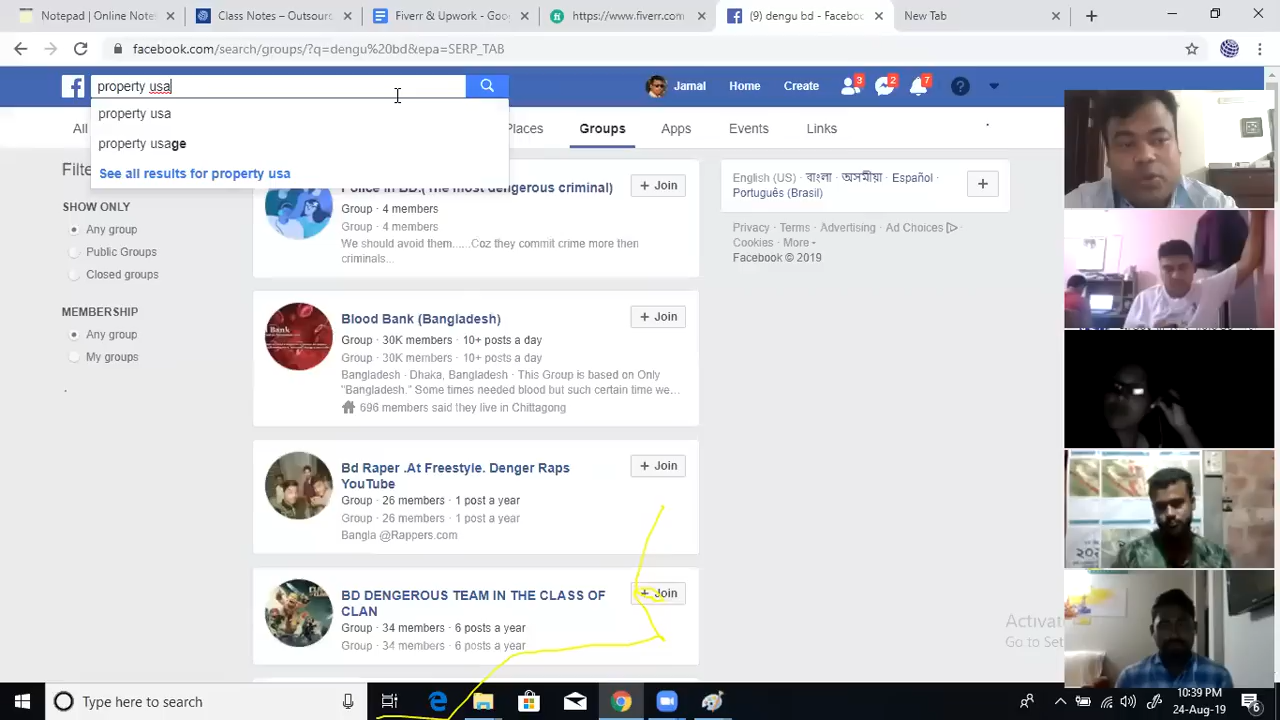 Notepad - Notepad
Class Notes - Untersuo
Fiverr & Upwork - Goo
https://www.fiverr.com
(9) dengu bd - Facebook
New Tab
facebook.com/search/groups/?q=dengu%20bd&epa=SERP_TAB
property usa
Jamal Home Create 3 2 7
property usa
property usage
See all results for property usa
All Places Groups Apps Events Links
SHOW ONLY
Any group
Public Groups
Closed groups
MEMBERSHIP
Any group
My groups
Police in BD.(The most dangerous criminal)
Join
Group · 4 members
Group · 4 members
We should avoid them......Coz they commit crime more then
criminals...
Blood Bank (Bangladesh)
Join
Group · 30K members · 10+ posts a day
Group · 30K members · 10+ posts a day
Bangladesh · Dhaka, Bangladesh · This Group is based on Only
"Bangladesh." Some times needed blood but such certain time we...
696 members said they live in Chittagong
Bd Raper .At Freestyle. Denger Raps
YouTube
Join
Group · 26 members · 1 post a year
Group · 26 members · 1 post a year
Bangla @Rappers.com
BD DENGEROUS TEAM IN THE CLASS OF
CLAN
Join
Group · 34 members · 6 posts a year
Group · 34 members · 6 posts a year
English (US) · বাংলা · অসমীয়া · Español ·
Português (Brasil)
Privacy · Terms · Advertising · Ad Choices ·
Cookies · More
Facebook © 2019
Go to Set
Type here to search
10:39 PM
24-Aug-19
6